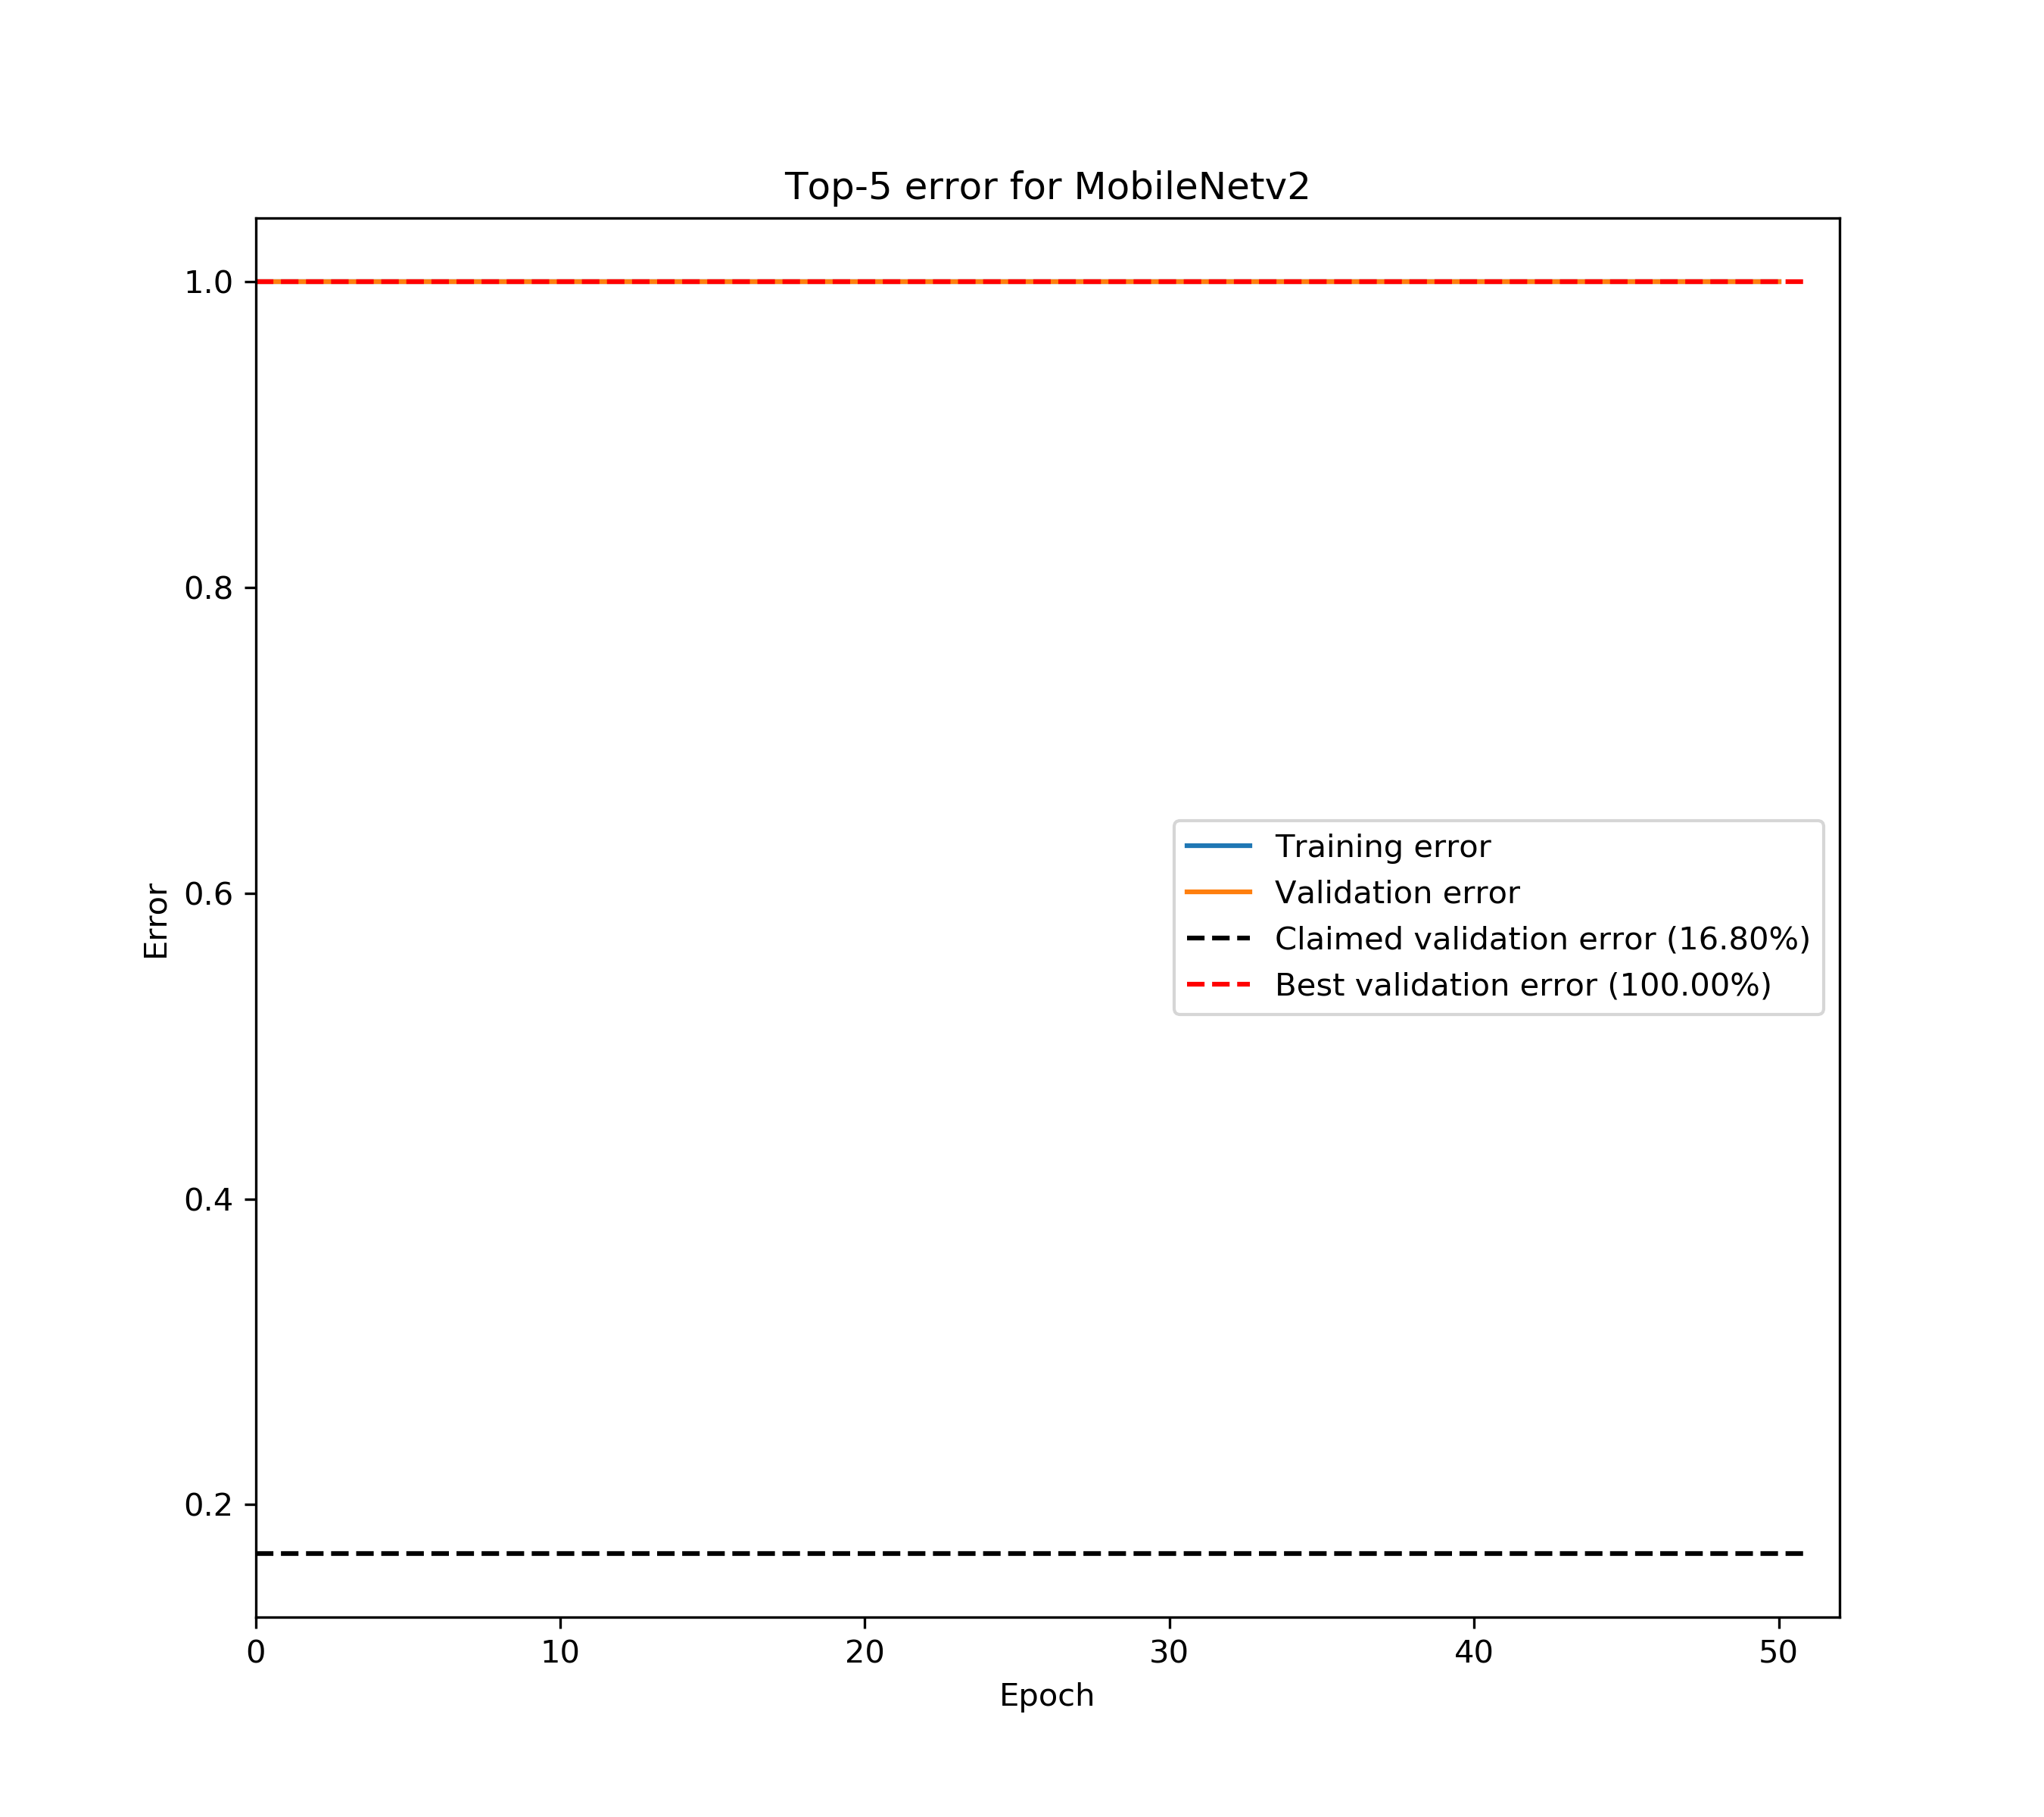 Top-5 error for MobileNetv2
1.0
0.8
0.6
0.4
0.2
Error
Training error
Validation error
Claimed validation error (16.80%)
Best validation error (100.00%)
0 10 20 30 40 50
Epoch